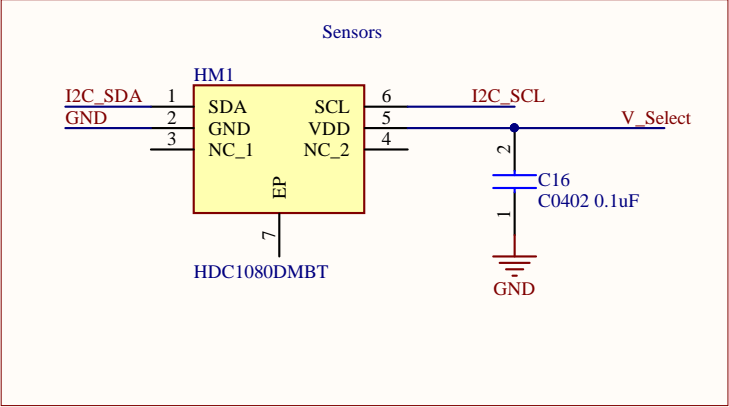 Sensors
HM1
I2C_SDA 1 SDA SCL 6 I2C_SCL
GND 2 GND VDD 5 V_Select
3 NC_1 NC_2 4
2
EP
C16
C0402 0.1uF
1
7
HDC1080DMBT
GND